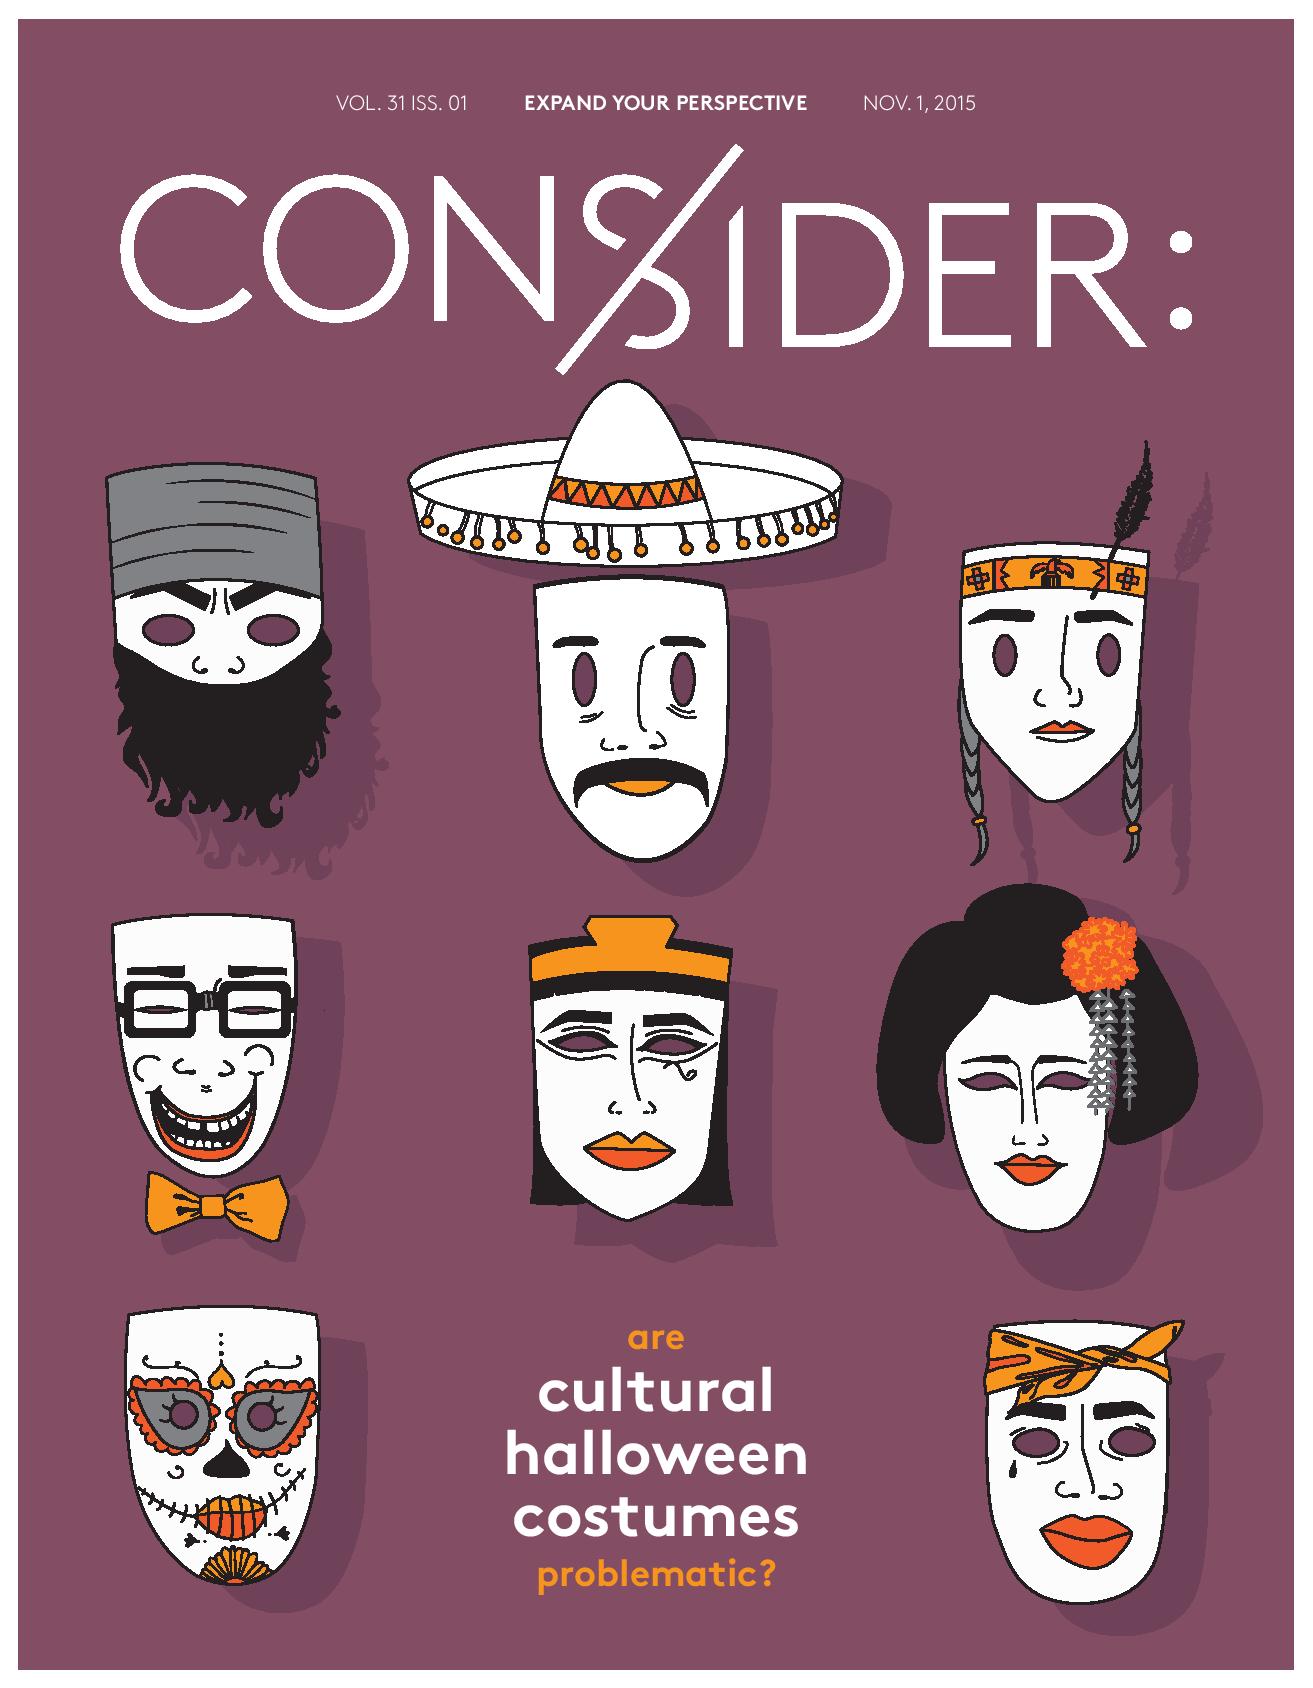 VOL. 31 ISS. 01 EXPAND YOUR PERSPECTIVE NOV. 1, 2015
CONSIDER:
are
cultural
halloween
costumes
problematic?